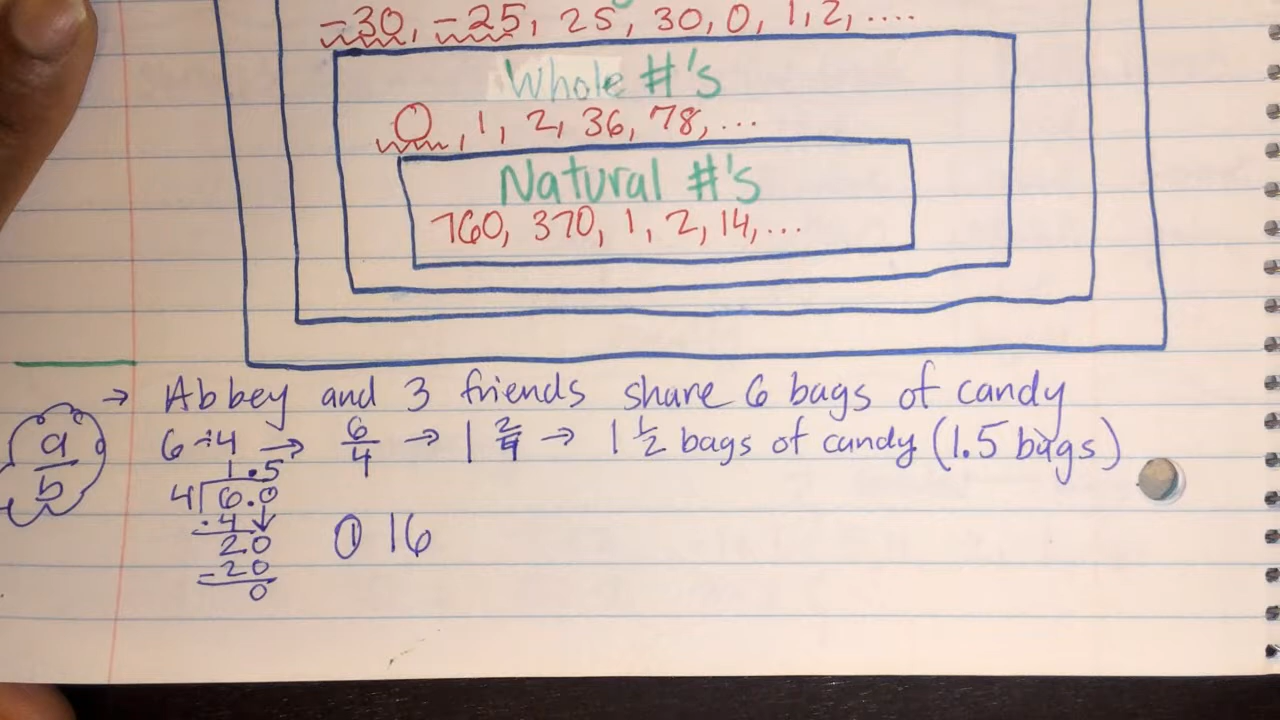 -30, -25, 25, 30, 0, 1, 2, ....
Whole #'s
0, 1, 2, 36, 78, ...
Natural #'s
760, 370, 1, 2, 14, ...
→ Abbey and 3 friends share 6 bags of candy
a/b
6÷4 → 6/4 → 1 2/4 → 1 1/2 bags of candy (1.5 bags)
1.5
4 6.0
-4
20
-20
0
① 16